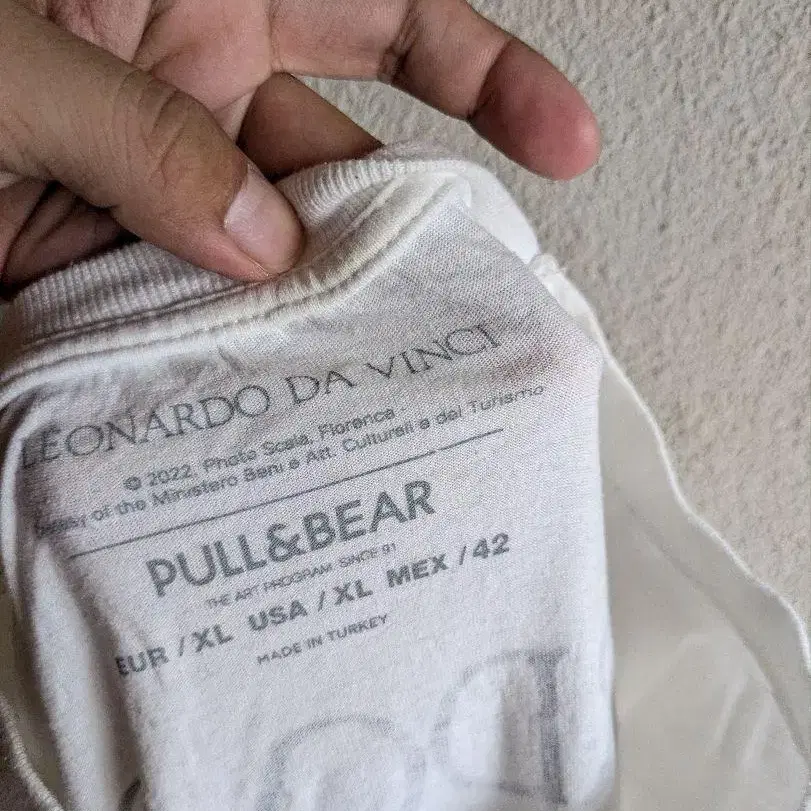 LEONARDO DA VINCI
© 2022. Photo Scala, Florence
of the Ministero Beni e Att. Culturali e del Turismo
PULL&BEAR
THE ART PROGRAM SINCE 91
EUR / XL USA / XL MEX / 42
MADE IN TURKEY